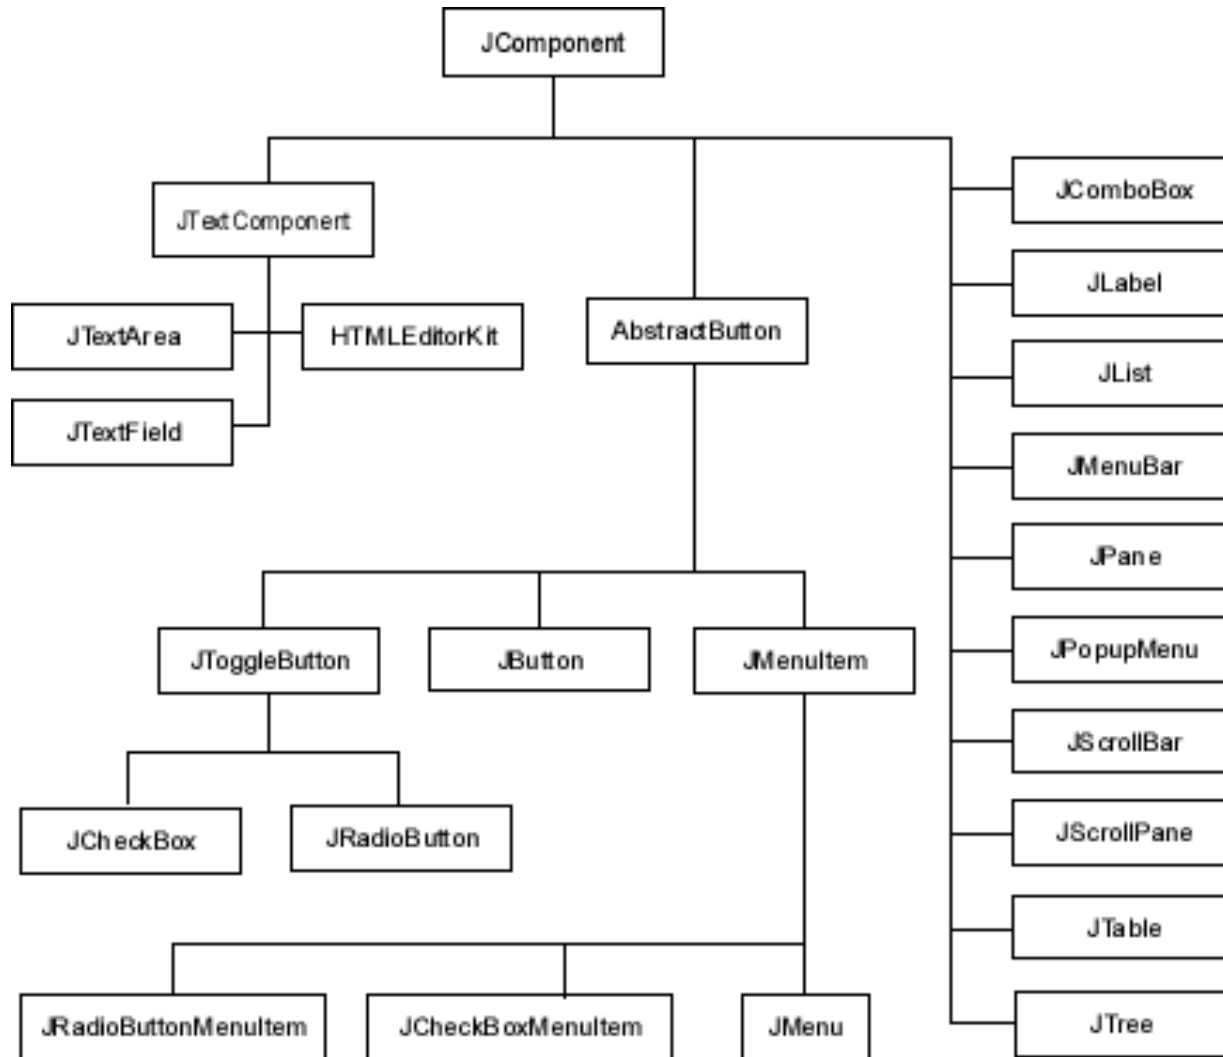 JComponent
JTextComponent
JComboBox
JLabel
JTextArea
HTMLEditorKit
AbstractButton
JList
JTextField
JMenuBar
JPane
JToggleButton
JButton
JMenuItem
JPopupMenu
JScrollBar
JCheckBox
JRadioButton
JScrollPane
JTable
JRadioButtonMenuItem
JCheckBoxMenuItem
JMenu
JTree